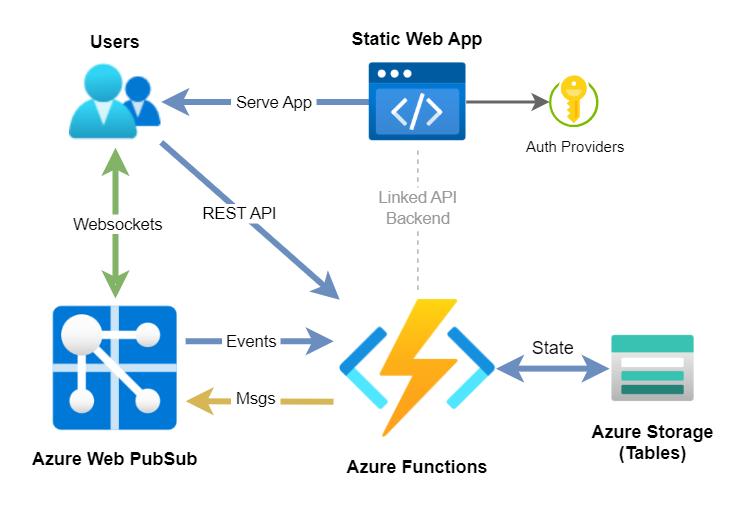 Users
Static Web App
Serve App
Auth Providers
Linked API
Backend
REST API
Websockets
Events
State
Msgs
Azure Web PubSub
Azure Functions
Azure Storage
(Tables)